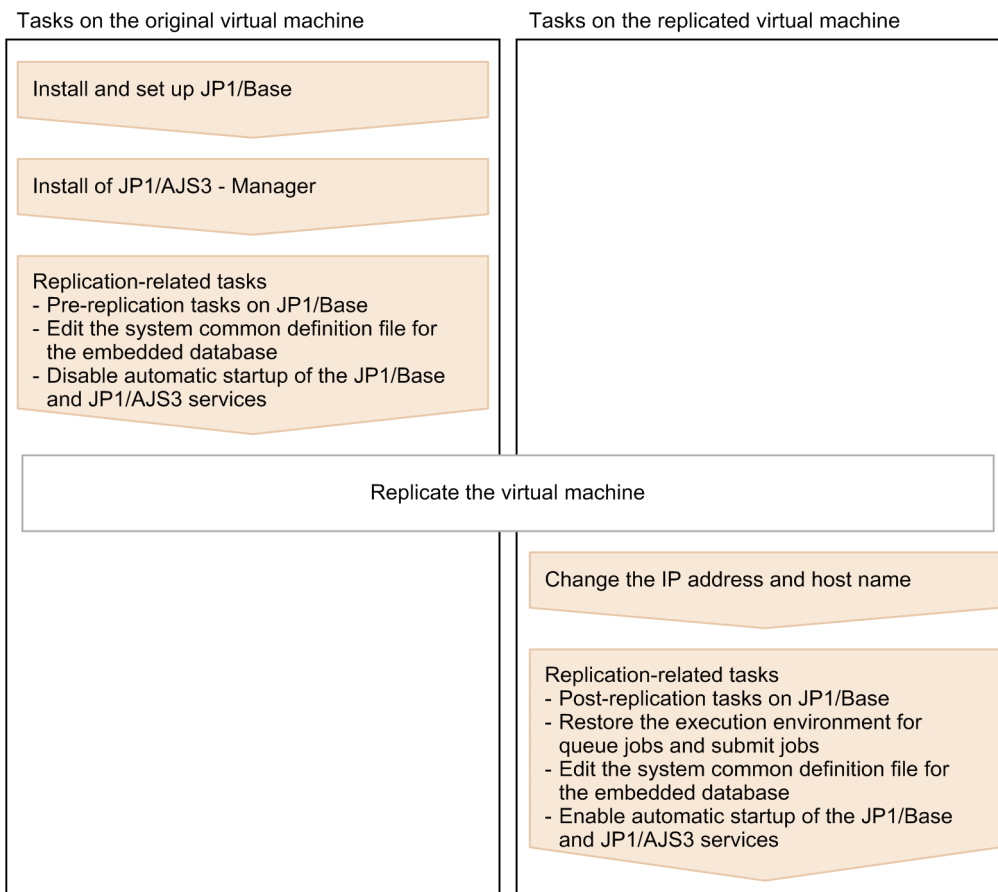 Tasks on the original virtual machine
Tasks on the replicated virtual machine
Install and set up JP1/Base
Install of JP1/AJS3 - Manager
Replication-related tasks
- Pre-replication tasks on JP1/Base
- Edit the system common definition file for
the embedded database
- Disable automatic startup of the JP1/Base
and JP1/AJS3 services
Replicate the virtual machine
Change the IP address and host name
Replication-related tasks
- Post-replication tasks on JP1/Base
- Restore the execution environment for
queue jobs and submit jobs
- Edit the system common definition file for
the embedded database
- Enable automatic startup of the JP1/Base
and JP1/AJS3 services